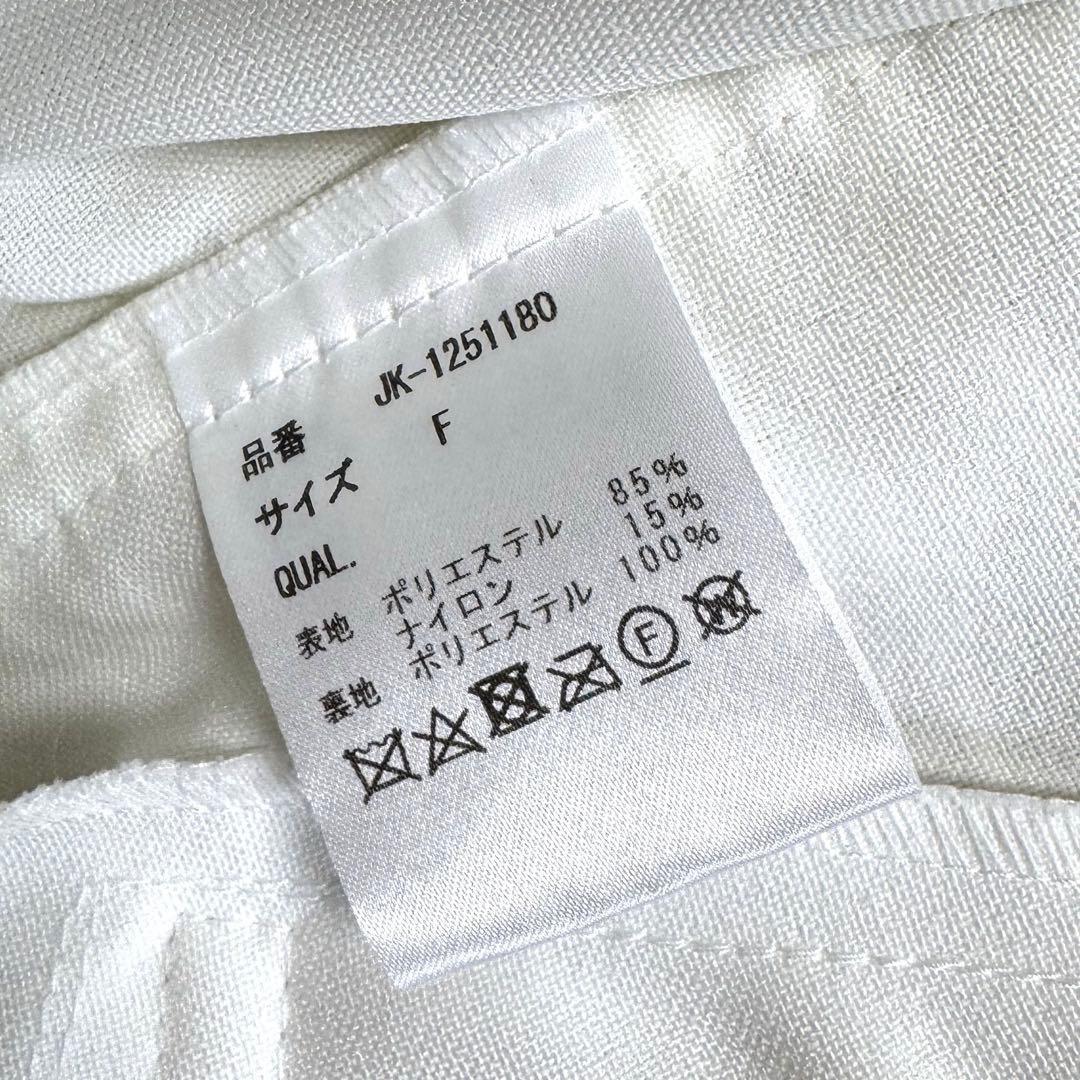 品番 JK-1251180
サイズ F
QUAL.
表地 ポリエステル 85%
ナイロン 15%
裏地 ポリエステル 100%
F W